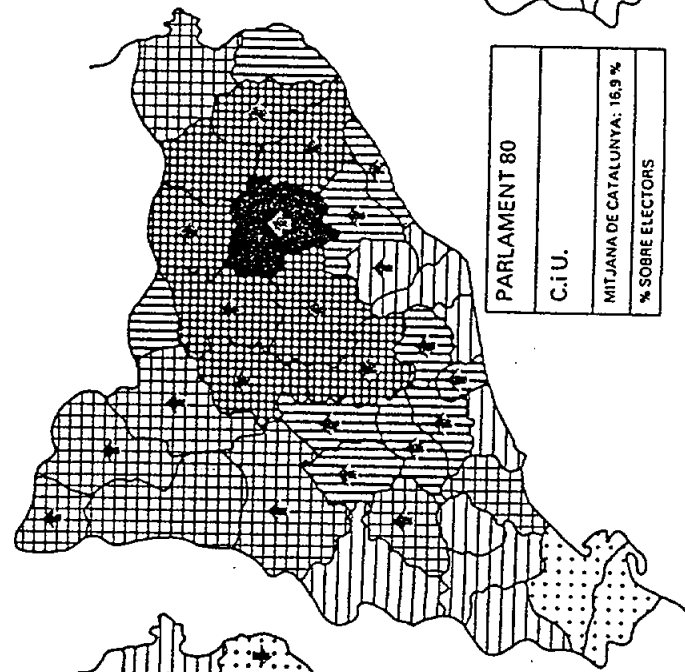 PARLAMENT 80
C.i U.
MITJANA DE CATALUNYA: 16,9 %
% SOBRE ELECTORS